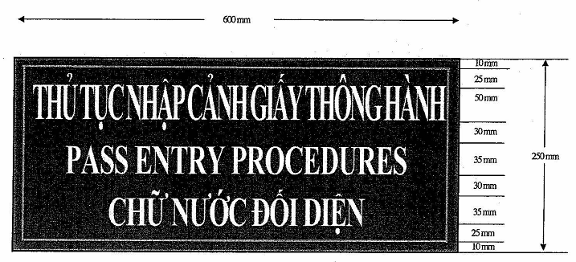 600 mm
THỦ TỤC NHẬP CẢNH GIẤY THÔNG HÀNH
PASS ENTRY PROCEDURES
CHỮ NƯỚC ĐỐI DIỆN
10 mm
25 mm
50 mm
30 mm
35 mm
30 mm
35 mm
25 mm
10 mm
250 mm